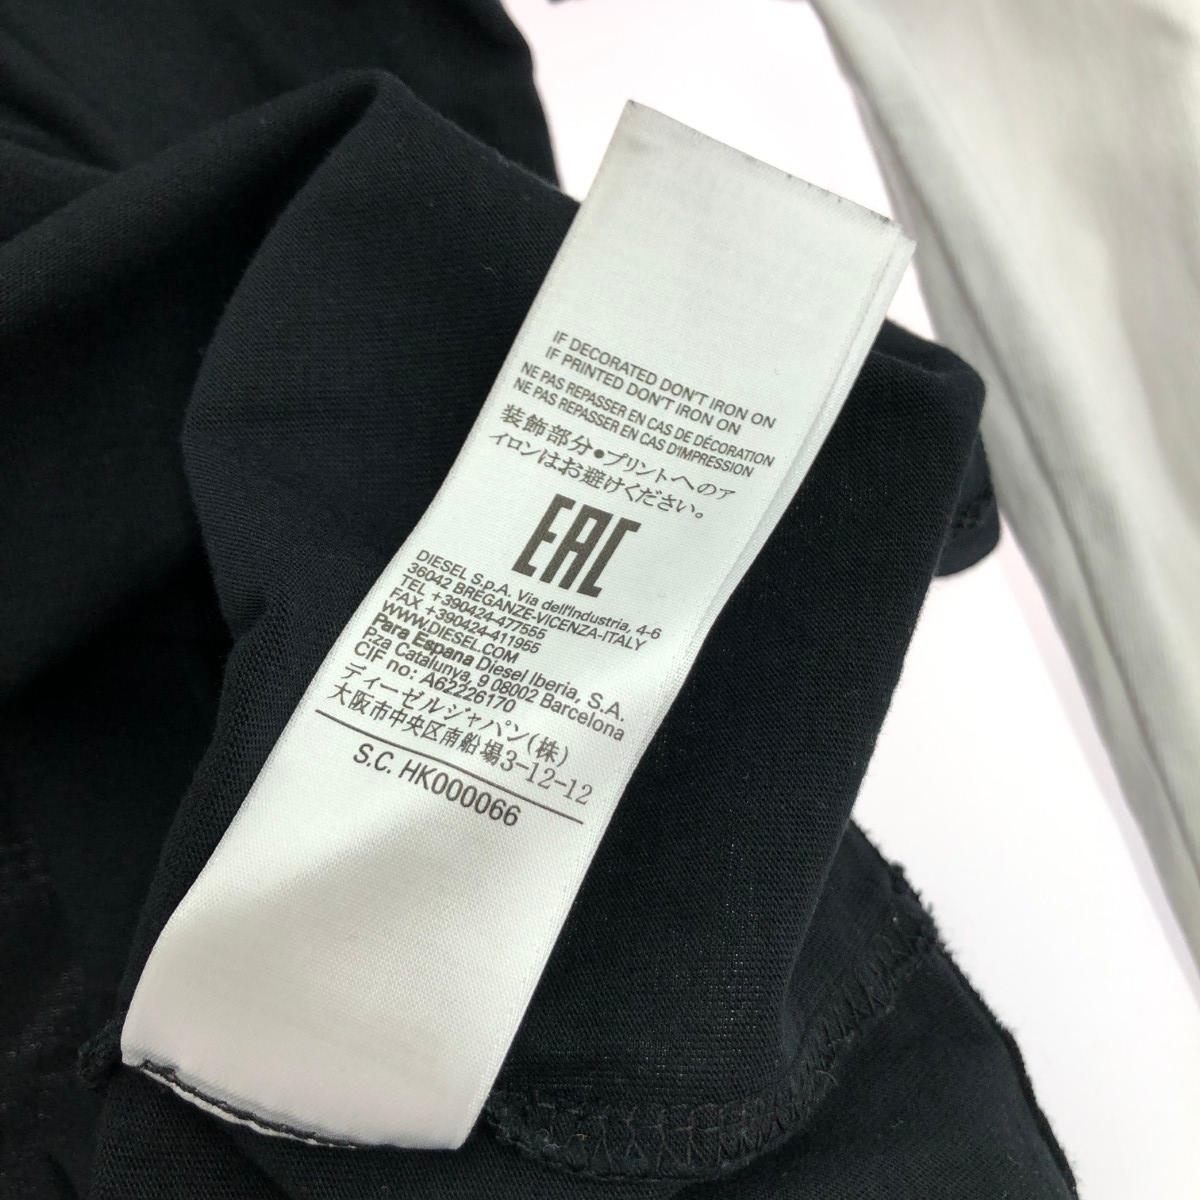 IF DECORATED DON'T IRON ON
IF PRINTED DON'T IRON ON
NE PAS REPASSER EN CAS DE DÉCORATION
NE PAS REPASSER EN CAS D'IMPRESSION
装飾部分●プリントへのア
イロンはお避けください。
EAC
DIESEL S.p.A. Via dell'Industria, 4-6
36042 BREGANZE-VICENZA-ITALY
TEL +390424-477555
FAX +390424-411955
WWW.DIESEL.COM
Para Espana Diesel Iberia, S.A.
Pza Catalunya, 9 08002 Barcelona
CIF no: A62226170
ディーゼルジャパン(株)
大阪市中央区南船場3-12-12
S.C. HK000066